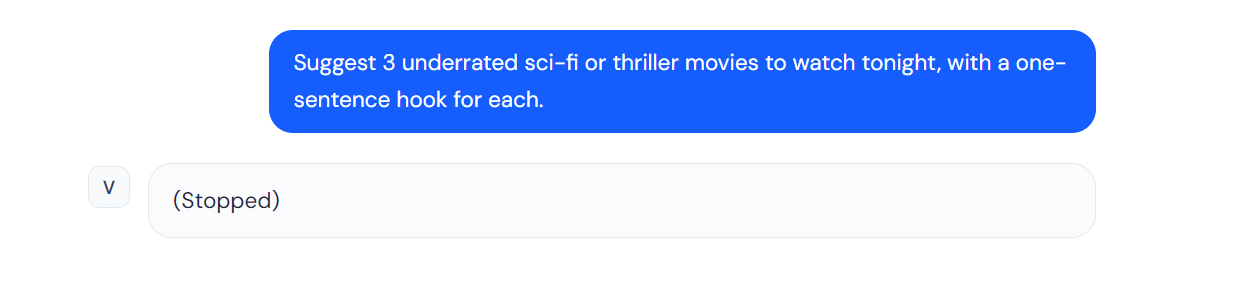 Suggest 3 underrated sci-fi or thriller movies to watch tonight, with a one-
sentence hook for each.
V
(Stopped)